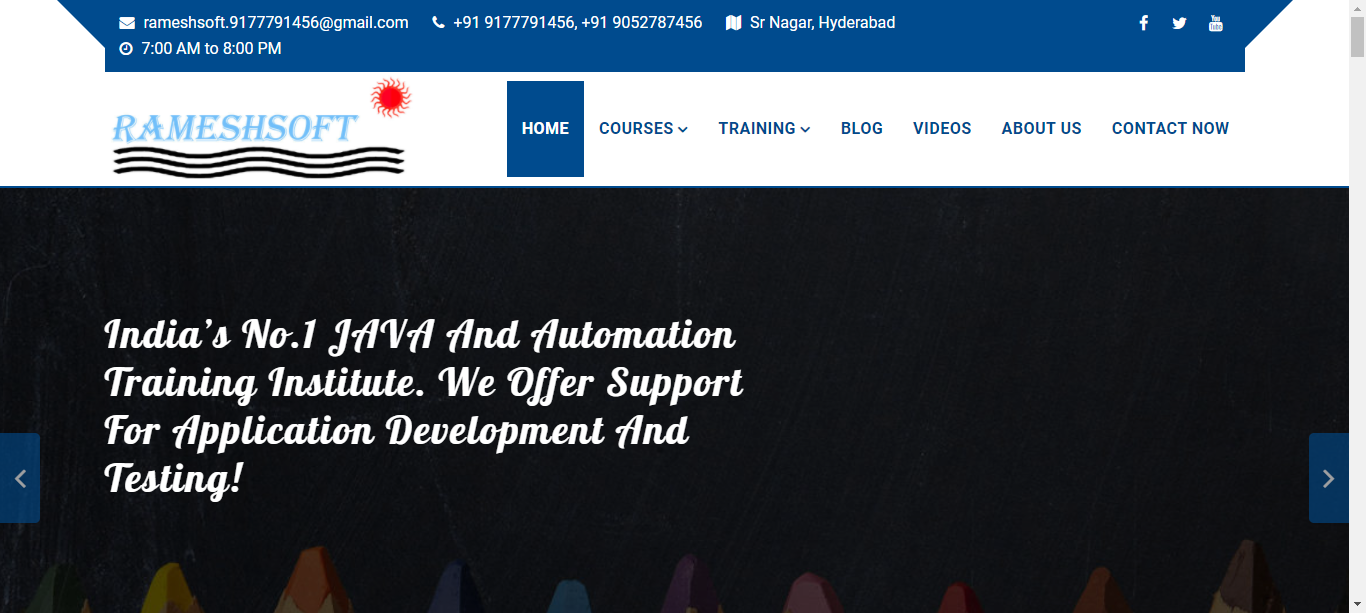 rameshsoft.9177791456@gmail.com +91 9177791456, +91 9052787456 Sr Nagar, Hyderabad
7:00 AM to 8:00 PM
RAMESHSOFT
HOME COURSES TRAINING BLOG VIDEOS ABOUT US CONTACT NOW
India's No.1 JAVA And Automation
Training Institute. We Offer Support
For Application Development And
Testing!